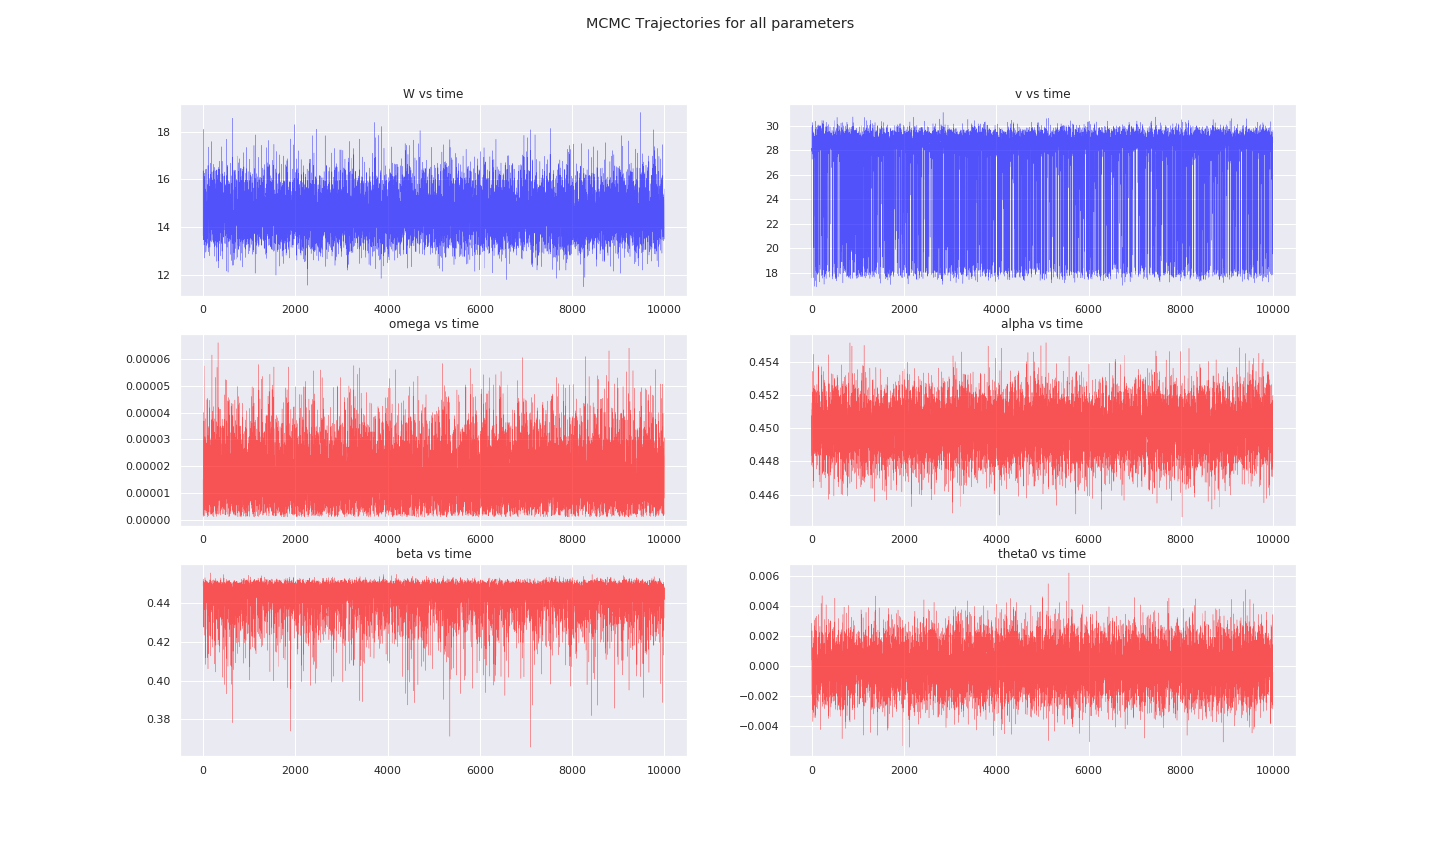 MCMC Trajectories for all parameters
W vs time
18
16
14
12
0 2000 4000 6000 8000 10000
v vs time
30
28
26
24
22
20
18
0 2000 4000 6000 8000 10000
omega vs time
0.00006
0.00005
0.00004
0.00003
0.00002
0.00001
0.00000
0 2000 4000 6000 8000 10000
alpha vs time
0.454
0.452
0.450
0.448
0.446
0 2000 4000 6000 8000 10000
beta vs time
0.44
0.42
0.40
0.38
0 2000 4000 6000 8000 10000
theta0 vs time
0.006
0.004
0.002
0.000
−0.002
−0.004
0 2000 4000 6000 8000 10000